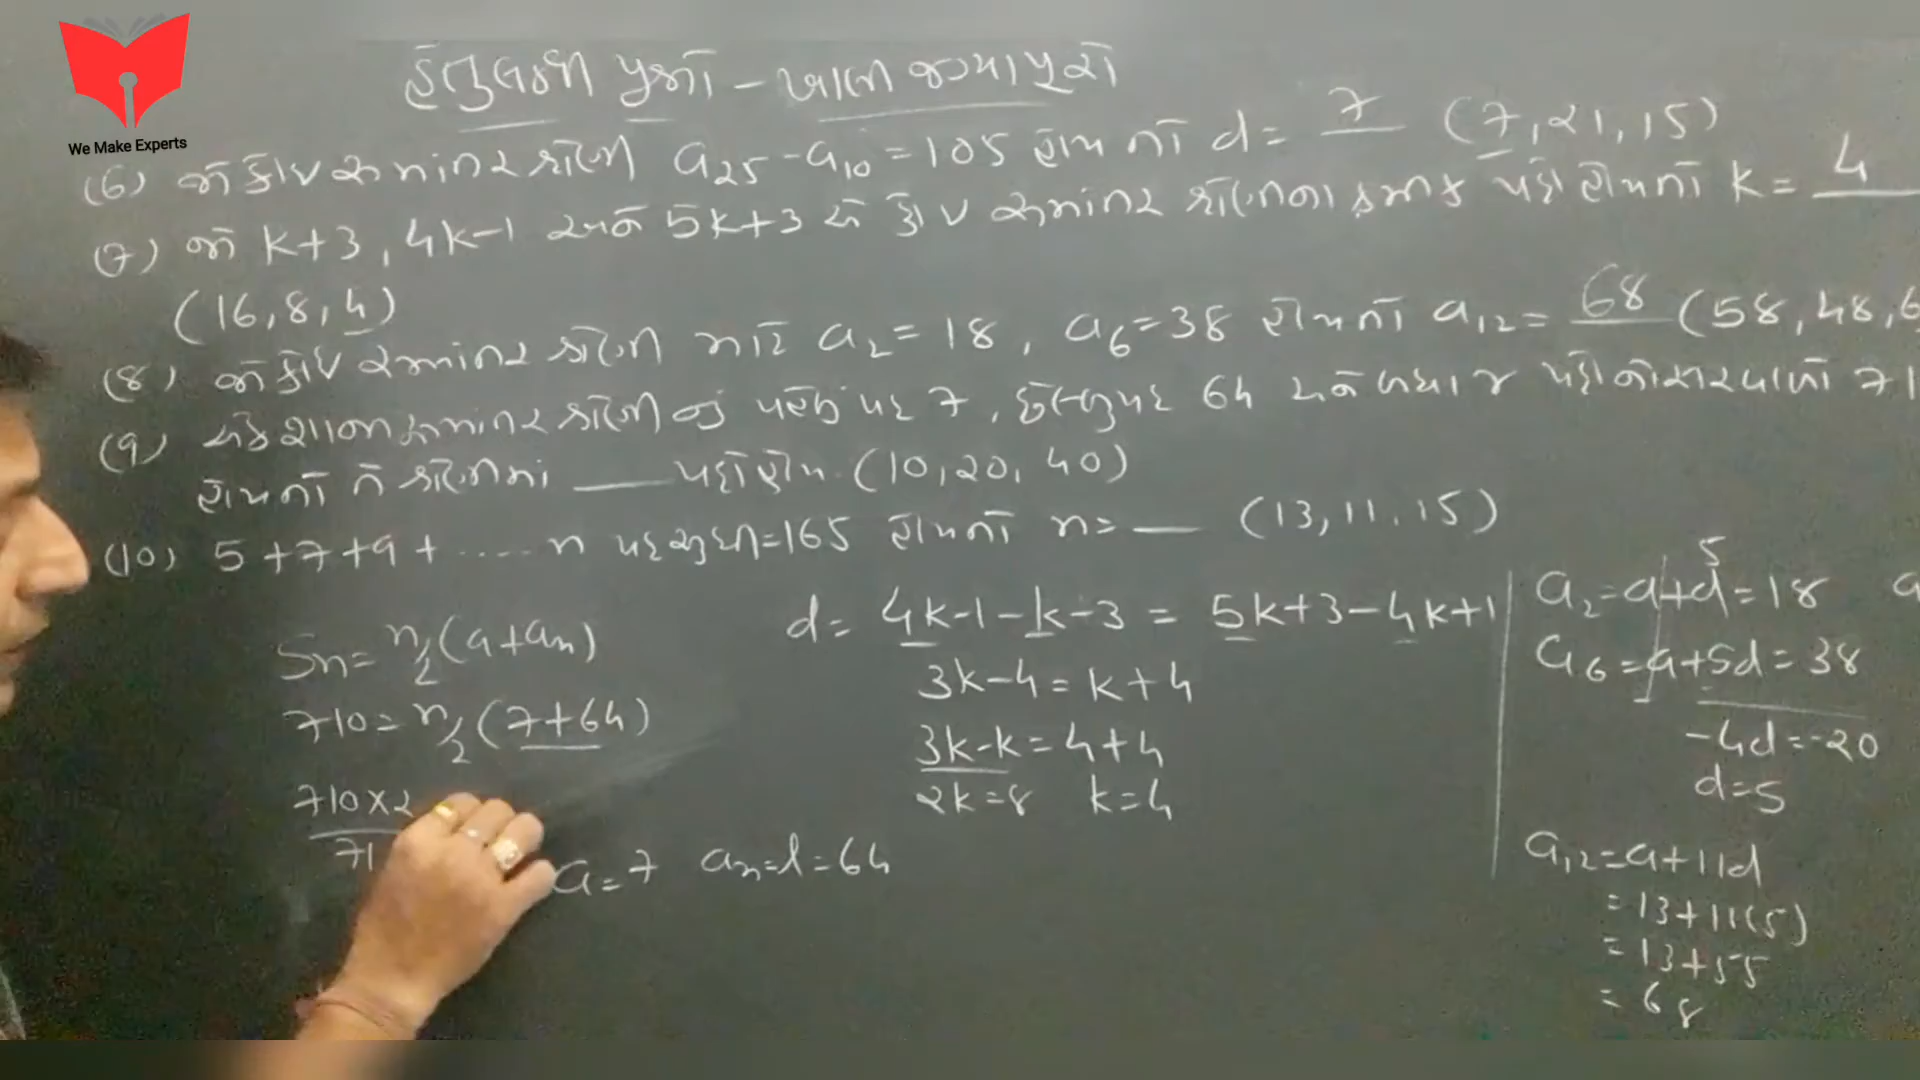 We Make Experts
હેતુલક્ષી પ્રશ્નો - ખાલી જગ્યા પૂરો
(6) જો કોઈ સમાંતર શ્રેણી a₂₅ - a₁₀ = 105 હોય તો d = 7 (7, 21, 15)
(7) જો k+3, 4k-1 અને 5k+3 એ કોઈ સમાંતર શ્રેણીના ક્રમિક પદો હોય તો k = 4
(16, 8, 4)
(8) જો કોઈ સમાંતર શ્રેણી માટે a₂ = 18, a₆ = 38 હોય તો a₁₂ = 68 (58, 48, 6
(9) એક સાન્ત સમાંતર શ્રેણીનું પહેલું પદ 7, છેલ્લુ પદ 64 અને બધા જ પદોનો સરવાળો 71
હોય તો તે શ્રેણીમાં ___ પદો હોય. (10, 20, 40)
(10) 5+7+9+ ..... n પદ સુધી = 165 હોય તો n = ___ (13, 11, 15)
Sn = n/2 (a+an)
710 = n/2 (7+64)
710×2
71
a = 7 an = l = 64
d = 4k-1-k-3 = 5k+3-4k+1
3k-4 = k+4
3k-k = 4+4
2k = 8 k = 4
5
a₂ = a+d = 18 a
a₆ = a+5d = 38
-4d = -20
d = 5
a₁₂ = a+11d
= 13+11(5)
= 13+55
= 68